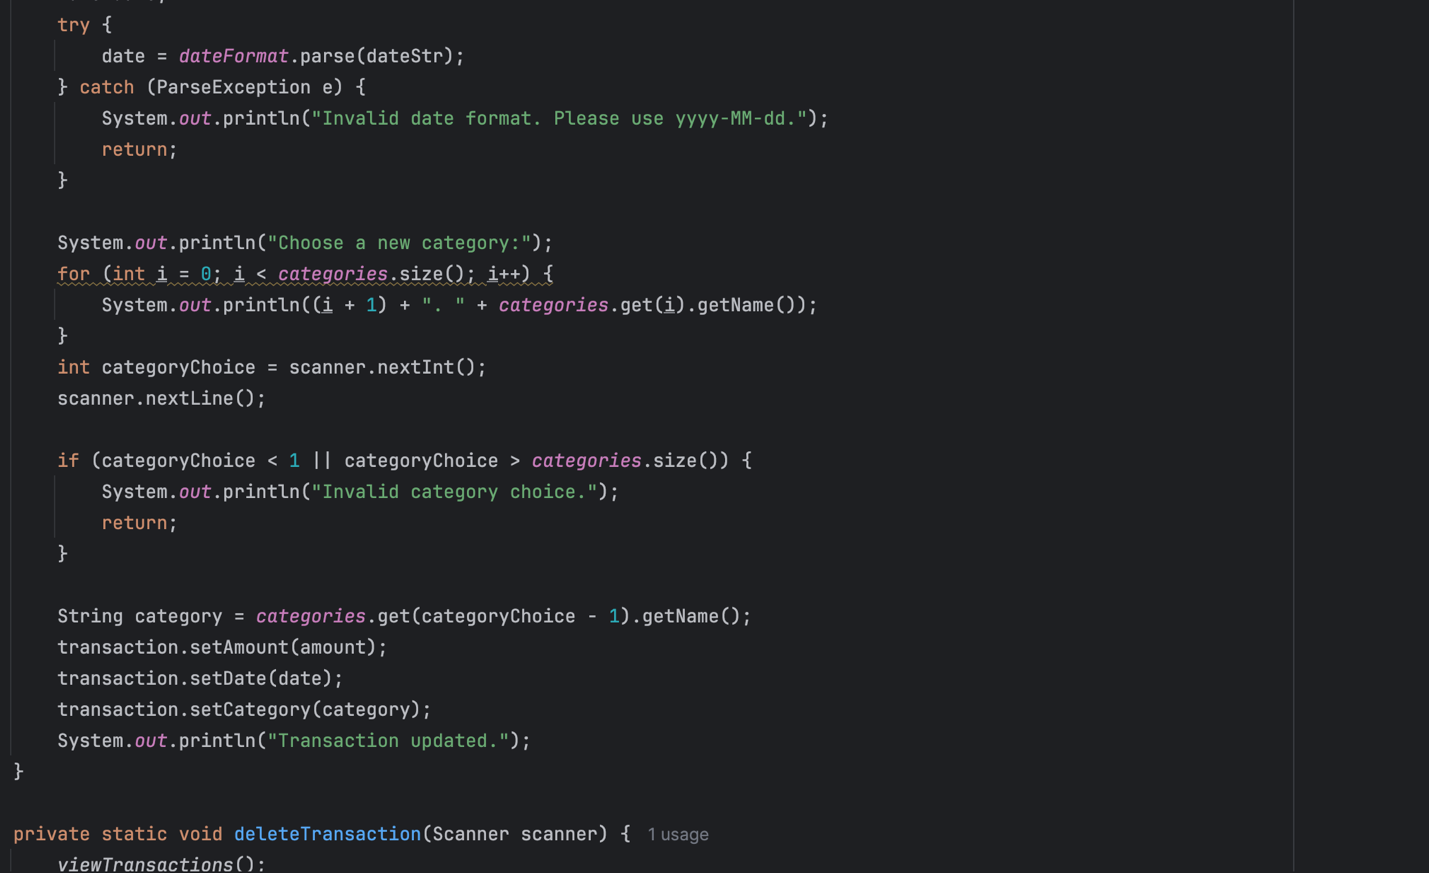 try {
date = dateFormat.parse(dateStr);
} catch (ParseException e) {
System.out.println("Invalid date format. Please use yyyy-MM-dd.");
return;
}
System.out.println("Choose a new category:");
for (int i = 0; i < categories.size(); i++) {
System.out.println((i + 1) + ". " + categories.get(i).getName());
}
int categoryChoice = scanner.nextInt();
scanner.nextLine();
if (categoryChoice < 1 || categoryChoice > categories.size()) {
System.out.println("Invalid category choice.");
return;
}
String category = categories.get(categoryChoice - 1).getName();
transaction.setAmount(amount);
transaction.setDate(date);
transaction.setCategory(category);
System.out.println("Transaction updated.");
}
private static void deleteTransaction(Scanner scanner) { 1 usage
viewTransactions();